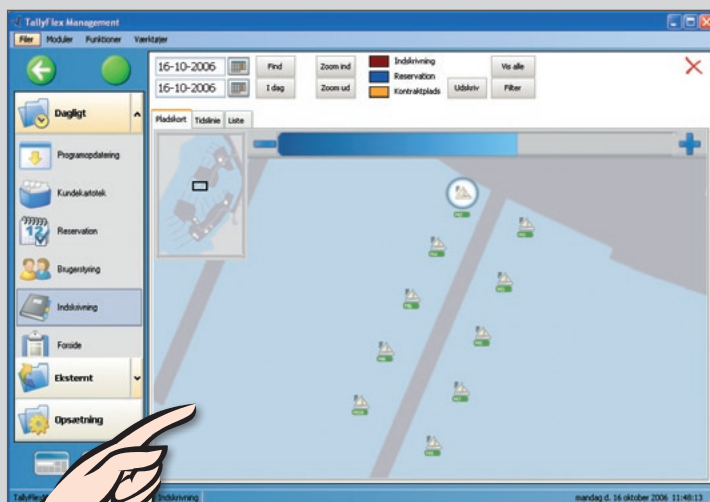 TallyFlex Management
Filer Moduler Funktioner Værktøjer
16-10-2006 Find Zoom ind Indskrivning Vis alle
Reservation
16-10-2006 I dag Zoom ud Kontraktplads Udskriv Filter
Dagligt
Pladskort Tidslinie Liste
Programopdatering
Kundekartotek
Reservation
Brugerstyring
Indskrivning
Forside
Eksternt
Opsætning
Indskrivning mandag d. 16 oktober 2006 11:48:13